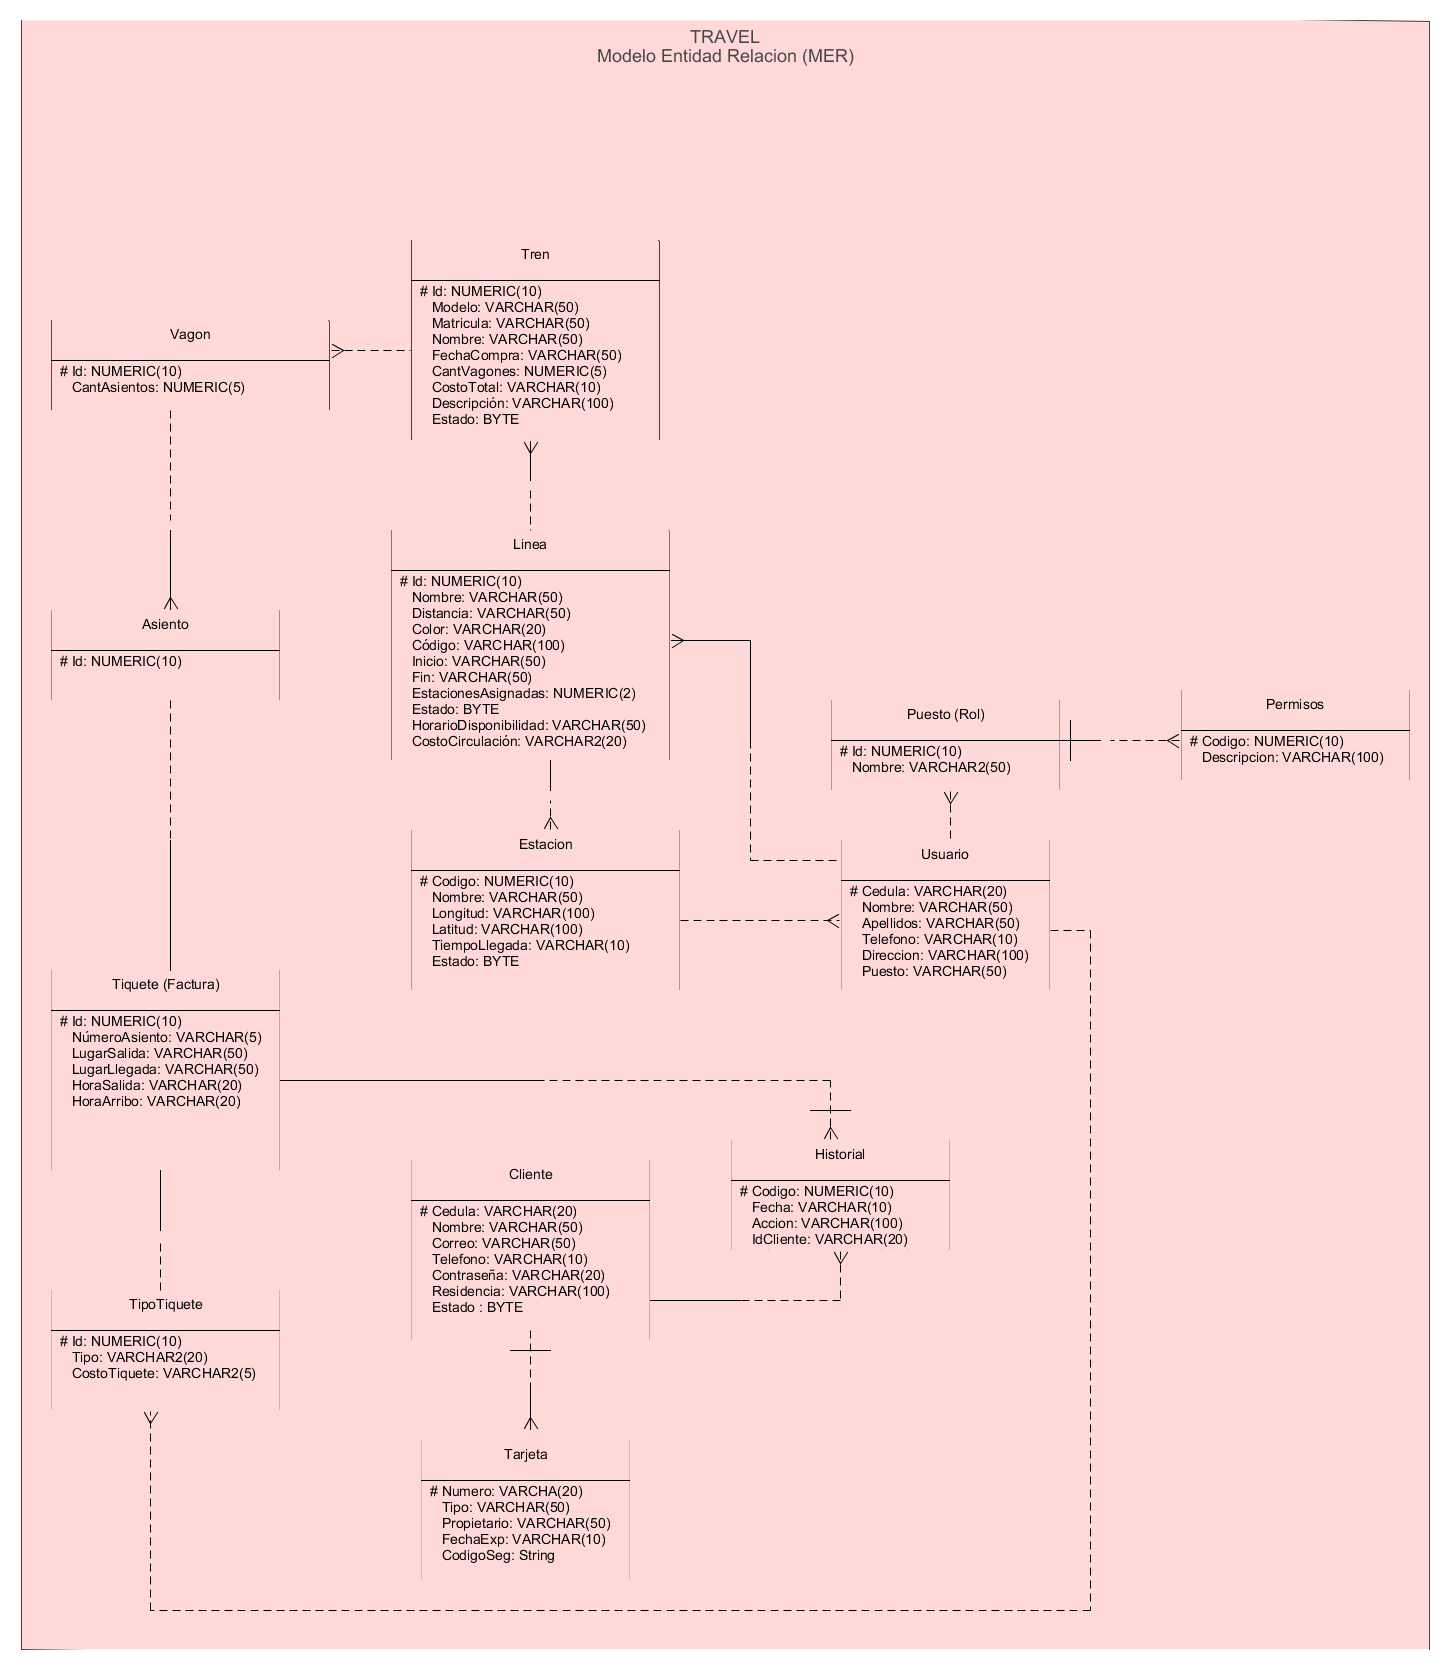 TRAVEL
Modelo Entidad Relacion (MER)
Tren
# Id: NUMERIC(10)
Modelo: VARCHAR(50)
Matricula: VARCHAR(50)
Nombre: VARCHAR(50)
FechaCompra: VARCHAR(50)
CantVagones: NUMERIC(5)
CostoTotal: VARCHAR(10)
Descripción: VARCHAR(100)
Estado: BYTE
Vagon
# Id: NUMERIC(10)
CantAsientos: NUMERIC(5)
Linea
# Id: NUMERIC(10)
Nombre: VARCHAR(50)
Distancia: VARCHAR(50)
Color: VARCHAR(20)
Código: VARCHAR(100)
Inicio: VARCHAR(50)
Fin: VARCHAR(50)
EstacionesAsignadas: NUMERIC(2)
Estado: BYTE
HorarioDisponibilidad: VARCHAR(50)
CostoCirculación: VARCHAR2(20)
Asiento
# Id: NUMERIC(10)
Puesto (Rol)
# Id: NUMERIC(10)
Nombre: VARCHAR2(50)
Permisos
# Codigo: NUMERIC(10)
Descripcion: VARCHAR(100)
Estacion
# Codigo: NUMERIC(10)
Nombre: VARCHAR(50)
Longitud: VARCHAR(100)
Latitud: VARCHAR(100)
TiempoLlegada: VARCHAR(10)
Estado: BYTE
Usuario
# Cedula: VARCHAR(20)
Nombre: VARCHAR(50)
Apellidos: VARCHAR(50)
Telefono: VARCHAR(10)
Direccion: VARCHAR(100)
Puesto: VARCHAR(50)
Tiquete (Factura)
# Id: NUMERIC(10)
NúmeroAsiento: VARCHAR(5)
LugarSalida: VARCHAR(50)
LugarLlegada: VARCHAR(50)
HoraSalida: VARCHAR(20)
HoraArribo: VARCHAR(20)
Historial
# Codigo: NUMERIC(10)
Fecha: VARCHAR(10)
Accion: VARCHAR(100)
IdCliente: VARCHAR(20)
Cliente
# Cedula: VARCHAR(20)
Nombre: VARCHAR(50)
Correo: VARCHAR(50)
Telefono: VARCHAR(10)
Contraseña: VARCHAR(20)
Residencia: VARCHAR(100)
Estado : BYTE
TipoTiquete
# Id: NUMERIC(10)
Tipo: VARCHAR2(20)
CostoTiquete: VARCHAR2(5)
Tarjeta
# Numero: VARCHA(20)
Tipo: VARCHAR(50)
Propietario: VARCHAR(50)
FechaExp: VARCHAR(10)
CodigoSeg: String